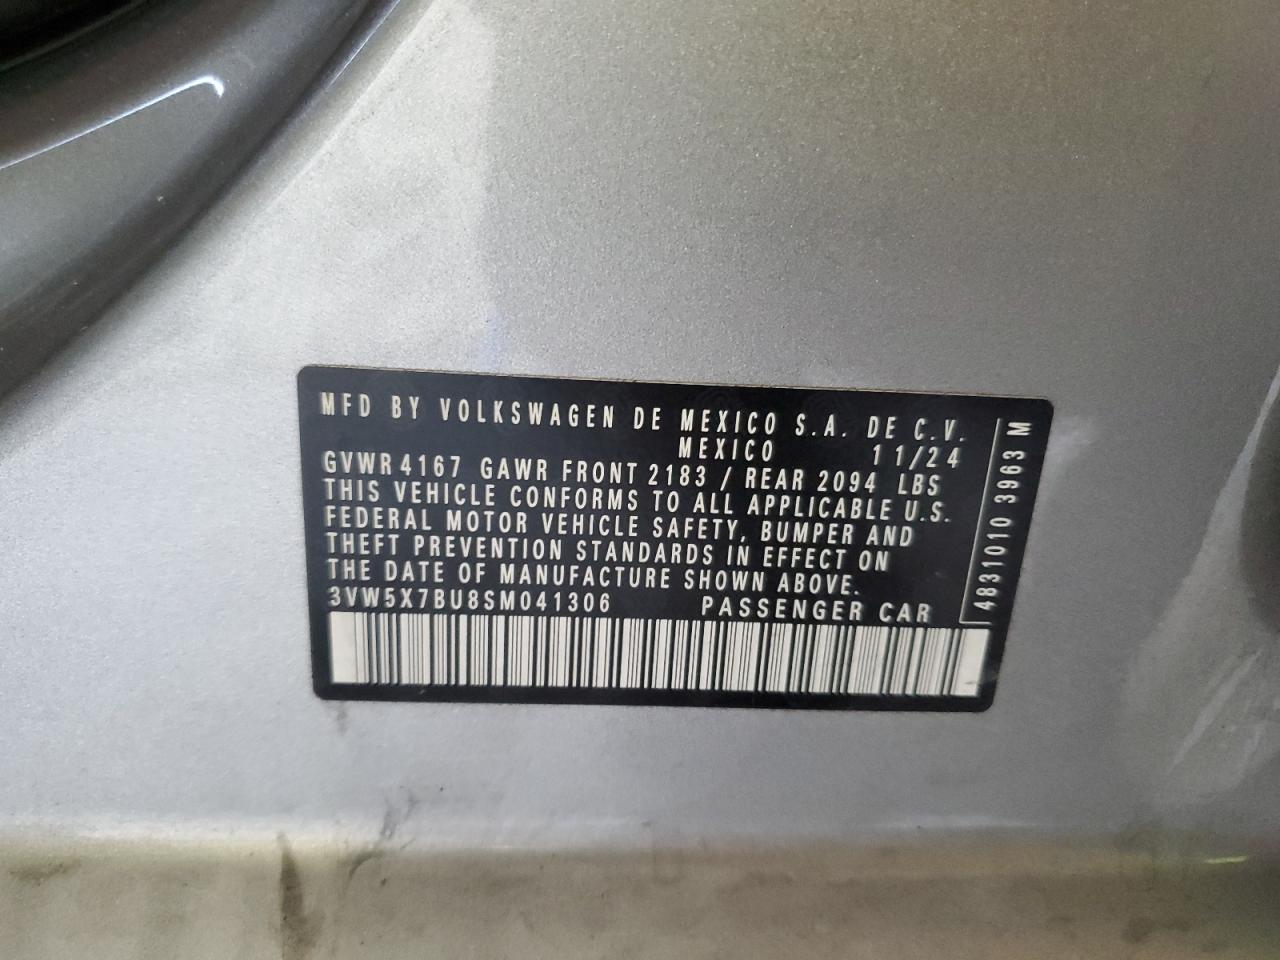 MFD BY VOLKSWAGEN DE MEXICO S.A. DE C.V.
MEXICO 11/24
GVWR 4167 GAWR FRONT 2183 / REAR 2094 LBS
THIS VEHICLE CONFORMS TO ALL APPLICABLE U.S.
FEDERAL MOTOR VEHICLE SAFETY, BUMPER AND
THEFT PREVENTION STANDARDS IN EFFECT ON
THE DATE OF MANUFACTURE SHOWN ABOVE.
3VW5X7BU8SM041306 PASSENGER CAR
4831010 3963 M